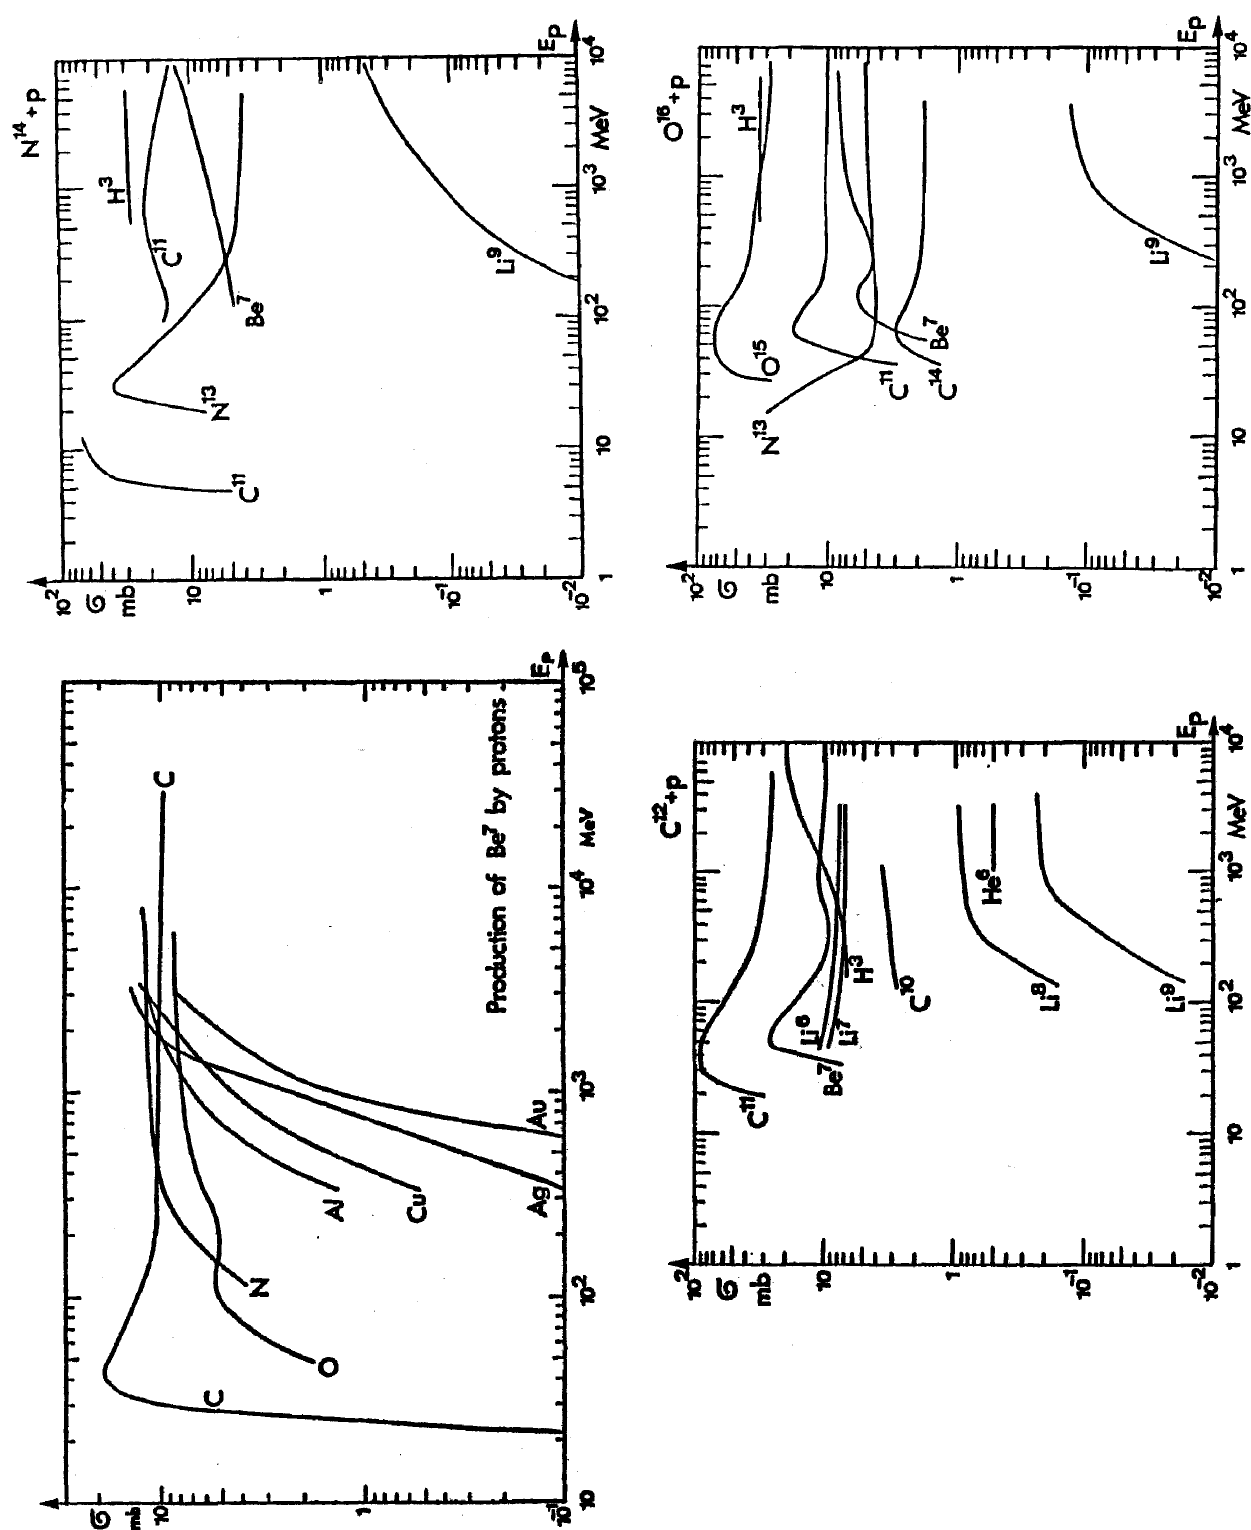 σ
mb
10
1
10⁻¹
C
C
N
O
Al
Cu
Ag
Au
Production of Be⁷ by protons.
10
10²
10³
10⁴
MeV
10⁵
Eₚ
N¹⁴+p
10²
σ
mb
10
1
10⁻¹
10⁻²
H³
C¹¹
Be⁷
N¹³
C¹¹
Li⁹
1
10
10²
10³
MeV
10⁴
Eₚ
C¹²+p
10²
σ
mb
10
1
10⁻¹
10⁻²
C¹¹
Be⁷
Li⁶
Li⁷
H³
C¹⁰
Li⁸
He⁶
Li⁹
1
10
10²
10³
MeV
10⁴
Eₚ
O¹⁶+p
10²
σ
mb
10
1
10⁻¹
10⁻²
H³
O¹⁵
N¹³
C¹¹
Be⁷
C¹⁴
Li⁹
1
10
10²
10³
MeV
10⁴
Eₚ